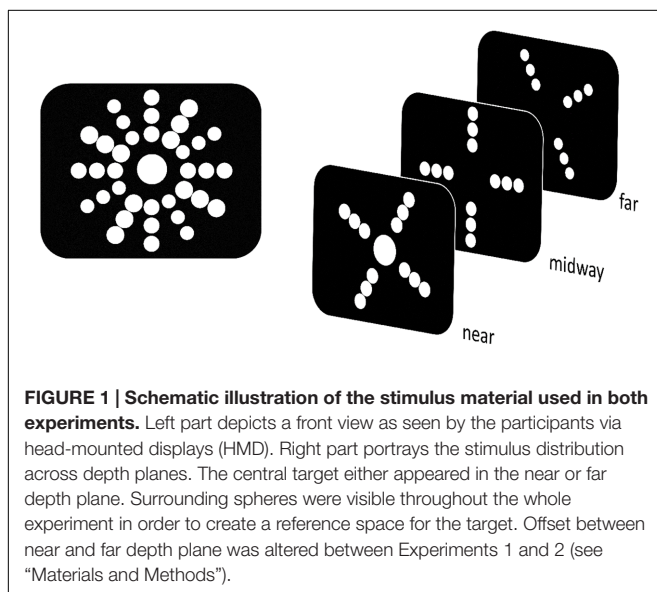 far
midway
near
FIGURE 1 | Schematic illustration of the stimulus material used in both
experiments. Left part depicts a front view as seen by the participants via
head-mounted displays (HMD). Right part portrays the stimulus distribution
across depth planes. The central target either appeared in the near or far
depth plane. Surrounding spheres were visible throughout the whole
experiment in order to create a reference space for the target. Offset between
near and far depth plane was altered between Experiments 1 and 2 (see
“Materials and Methods”).